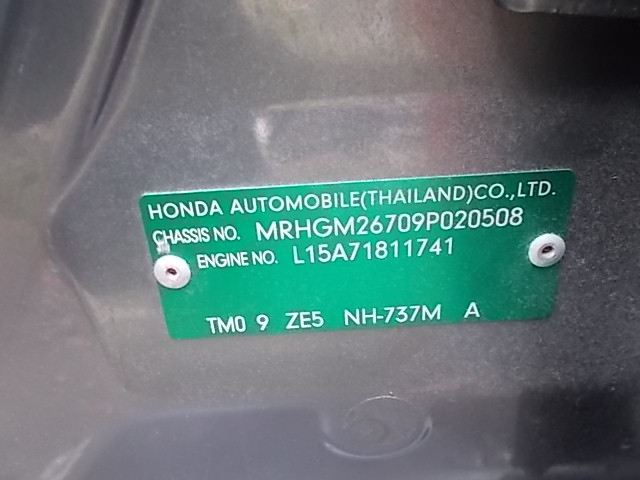 HONDA AUTOMOBILE(THAILAND)CO.,LTD.
CHASSIS NO. MRHGM26709P020508
ENGINE NO. L15A71811741
TM0 9 ZE5 NH-737M A